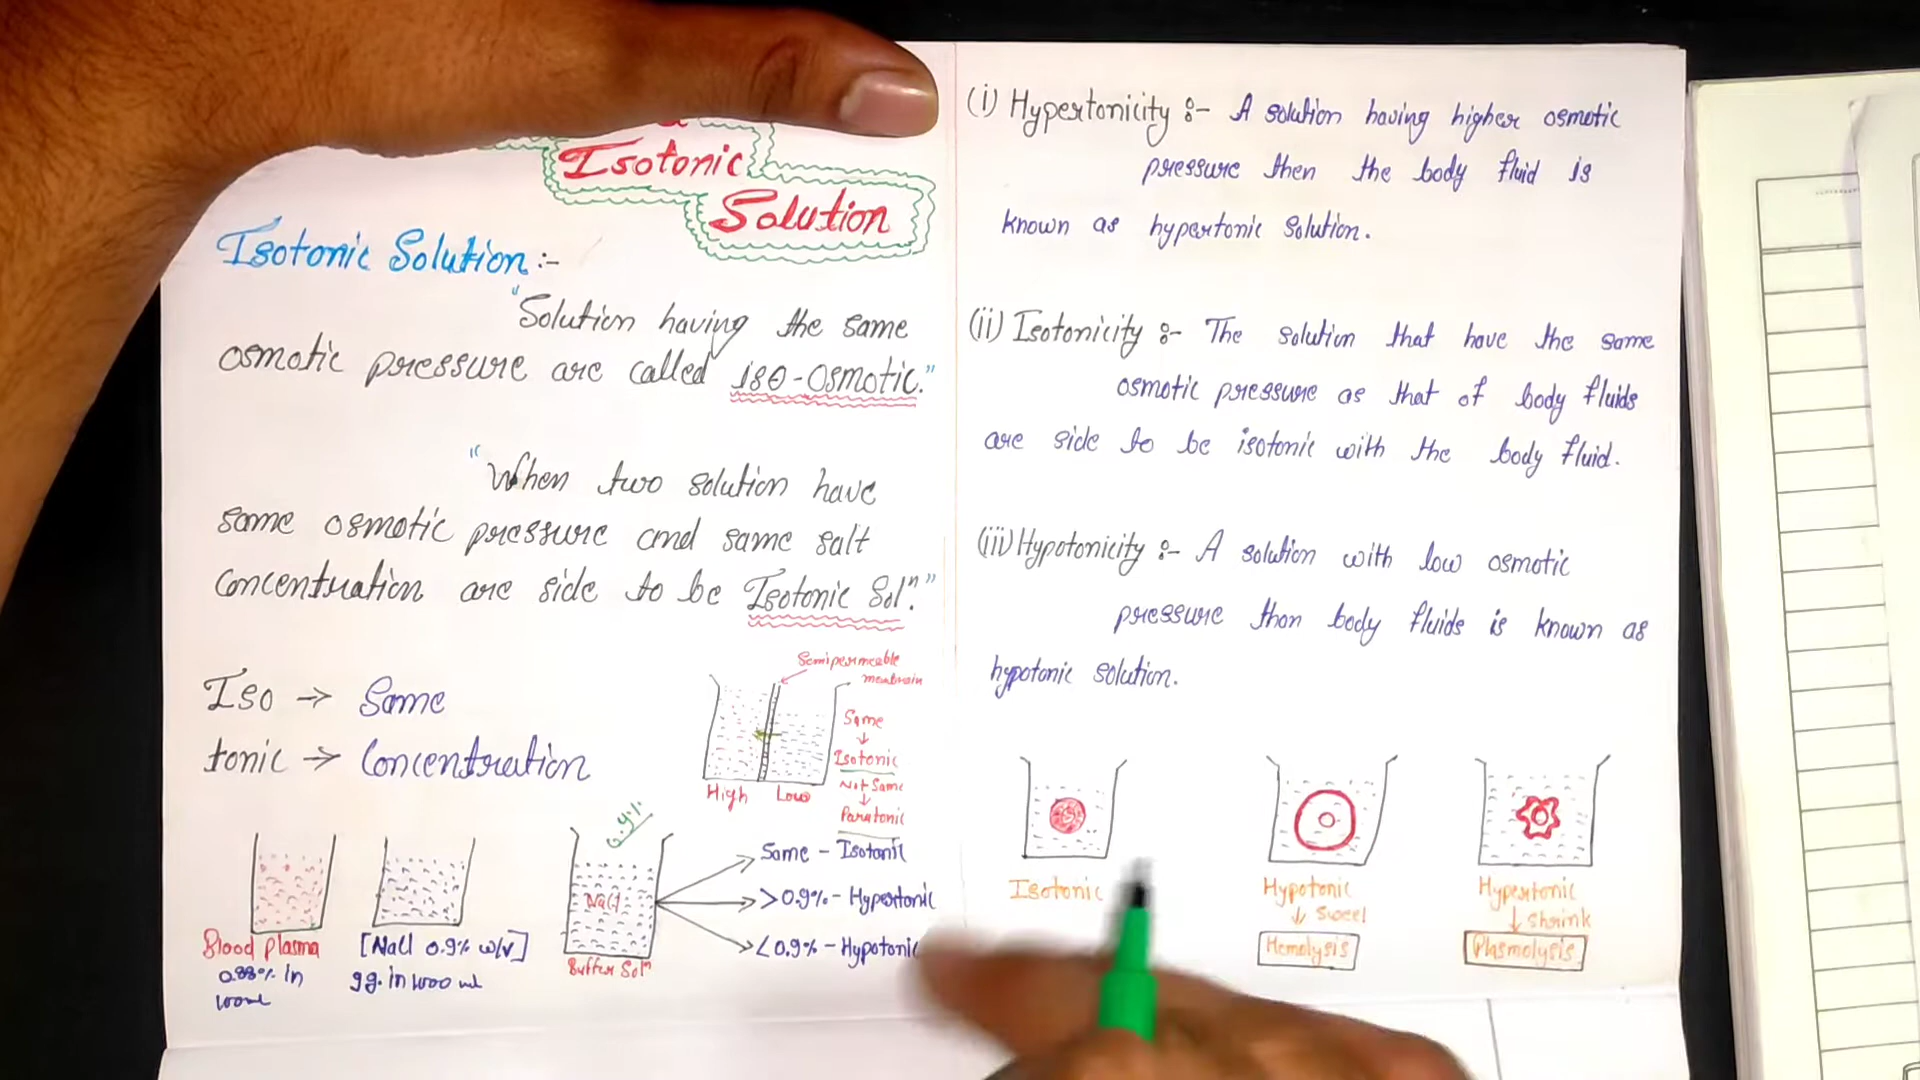 Isotonic
Solution
Isotonic Solution :-
"Solution having the same
osmotic pressure are called iso-osmotic."
"When two solution have
same osmotic pressure and same salt
concentration are side to be Isotonic Solⁿ."
Iso → Same
tonic → Concentration
Semipermeable
membrain
Same
↓
Isotonic
Not Same
↓
Paratonic
High Low
0.9%
NaCl
Buffer Solⁿ
Same - Isotonic
>0.9% - Hypertonic
<0.9% - Hypotonic
Blood plasma
0.88% in
100ml
[NaCl 0.9% w/v]
9g. in 1000 ml
(i) Hypertonicity :- A solution having higher osmotic
pressure then the body fluid is
known as hypertonic solution.
(ii) Isotonicity :- The solution that have the same
osmotic pressure as that of body fluids
are side to be isotonic with the body fluid.
(iii) Hypotonicity :- A solution with low osmotic
pressure than body fluids is known as
hypotonic solution.
Isotonic
Hypotonic
↓ Sweel
Hemolysis
Hypertonic
↓ Shrink
Plasmolysis